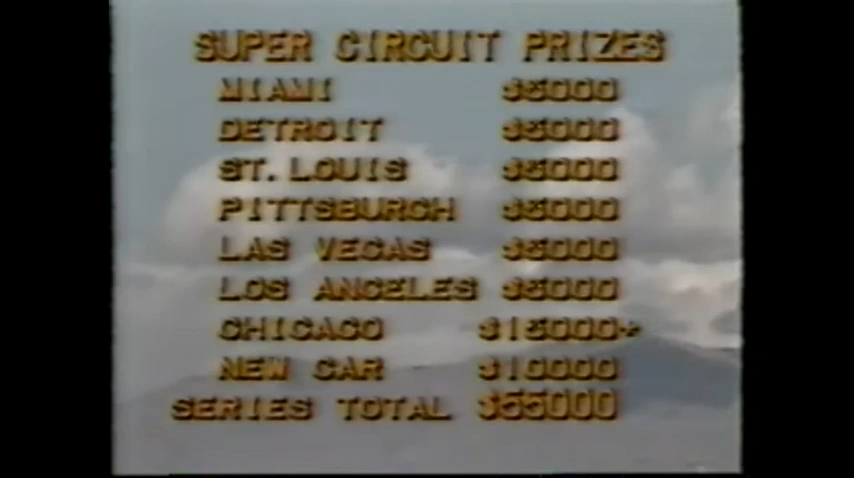 SUPER CIRCUIT PRIZES
MIAMI $5000
DETROIT $5000
ST. LOUIS $5000
PITTSBURGH $5000
LAS VEGAS $5000
LOS ANGELES $5000
CHICAGO $15000+
NEW CAR $10000
SERIES TOTAL $55000